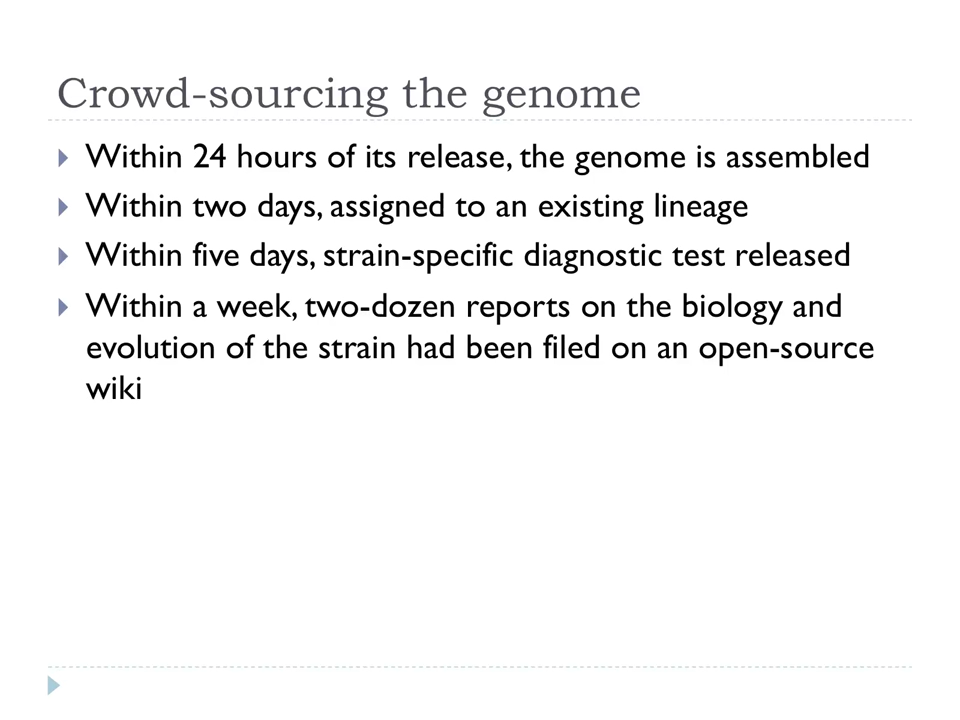 Crowd-sourcing the genome
Within 24 hours of its release, the genome is assembled
Within two days, assigned to an existing lineage
Within five days, strain-specific diagnostic test released
Within a week, two-dozen reports on the biology and
evolution of the strain had been filed on an open-source
wiki